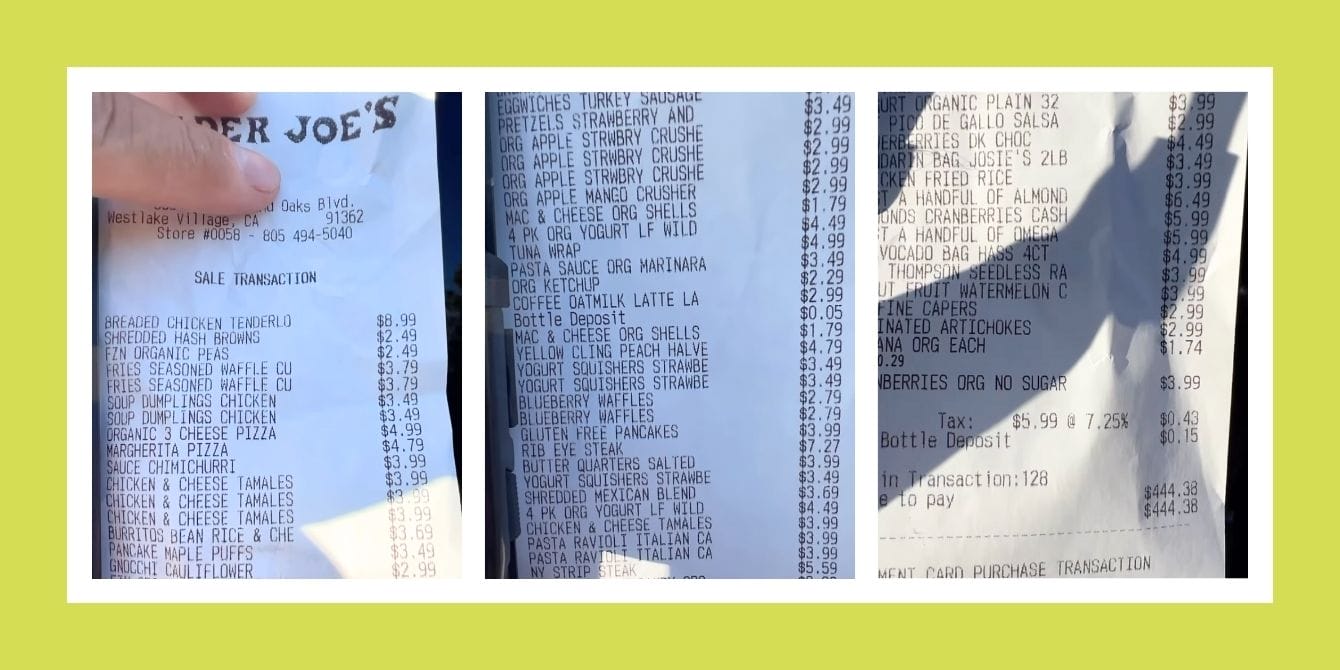 DER JOE'S
Oaks Blvd.
Westlake Village, CA 91362
Store #0058 - 805 494-5040
SALE TRANSACTION
BREADED CHICKEN TENDERLO $8.99
SHREDDED HASH BROWNS $2.49
FZN ORGANIC PEAS $2.49
FRIES SEASONED WAFFLE CU $3.79
FRIES SEASONED WAFFLE CU $3.79
SOUP DUMPLINGS CHICKEN $3.49
SOUP DUMPLINGS CHICKEN $3.49
ORGANIC 3 CHEESE PIZZA $4.99
MARGHERITA PIZZA $4.79
SAUCE CHIMICHURRI $3.99
CHICKEN & CHEESE TAMALES $3.99
CHICKEN & CHEESE TAMALES $3.99
CHICKEN & CHEESE TAMALES $3.99
BURRITOS BEAN RICE & CHE $3.69
PANCAKE MAPLE PUFFS $3.49
GNOCCHI CAULIFLOWER $2.99
EGGWICHES TURKEY SAUSAGE
PRETZELS STRAWBERRY AND $3.49
ORG APPLE STRWBRY CRUSHE $2.99
ORG APPLE STRWBRY CRUSHE $2.99
ORG APPLE STRWBRY CRUSHE $2.99
ORG APPLE MANGO CRUSHER $2.99
MAC & CHEESE ORG SHELLS $1.79
4 PK ORG YOGURT LF WILD $4.49
TUNA WRAP $4.99
PASTA SAUCE ORG MARINARA $3.49
ORG KETCHUP $2.29
COFFEE OATMILK LATTE LA $2.99
Bottle Deposit $0.05
MAC & CHEESE ORG SHELLS $1.79
YELLOW CLING PEACH HALVE $4.79
YOGURT SQUISHERS STRAWBE $3.49
YOGURT SQUISHERS STRAWBE $3.49
BLUEBERRY WAFFLES $2.79
BLUEBERRY WAFFLES $2.79
GLUTEN FREE PANCAKES $3.99
RIB EYE STEAK $7.27
BUTTER QUARTERS SALTED $3.99
YOGURT SQUISHERS STRAWBE $3.49
SHREDDED MEXICAN BLEND $3.69
4 PK ORG YOGURT LF WILD $4.49
CHICKEN & CHEESE TAMALES $3.99
PASTA RAVIOLI ITALIAN CA $3.99
PASTA RAVIOLI ITALIAN CA $3.99
NY STRIP STEAK $5.59
URT ORGANIC PLAIN 32 $3.99
PICO DE GALLO SALSA $2.99
ERBERRIES DK CHOC $4.49
DARIN BAG JOSIE'S 2LB $3.49
CKEN FRIED RICE $3.99
T A HANDFUL OF ALMOND $6.49
ONDS CRANBERRIES CASH $5.99
T A HANDFUL OF OMEGA $5.99
VOCADO BAG HASS 4CT $4.99
THOMPSON SEEDLESS RA $3.99
UT FRUIT WATERMELON C $3.99
FINE CAPERS $2.99
INATED ARTICHOKES $2.99
ANA ORG EACH $1.74
0.29
NBERRIES ORG NO SUGAR $3.99
Tax: $5.99 @ 7.25% $0.43
Bottle Deposit $0.15
in Transaction:128
$444.38
e to pay $444.38
MENT CARD PURCHASE TRANSACTION